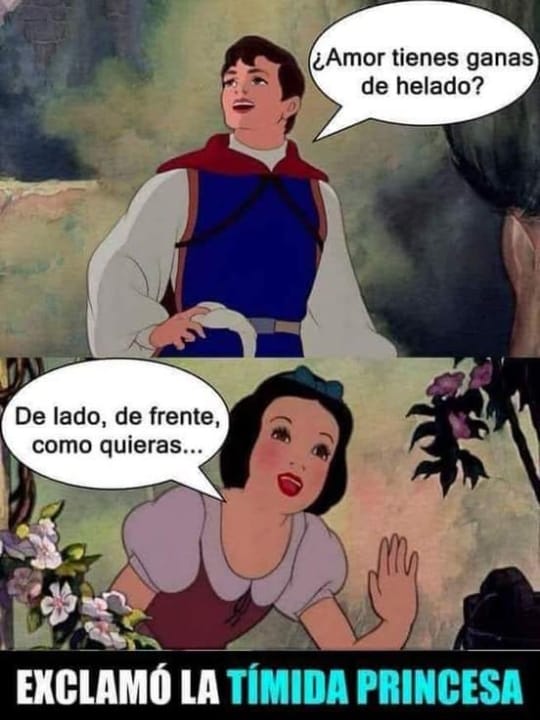 ¿Amor tienes ganas
de helado?
De lado, de frente,
como quieras...
EXCLAMÓ LA TÍMIDA PRINCESA